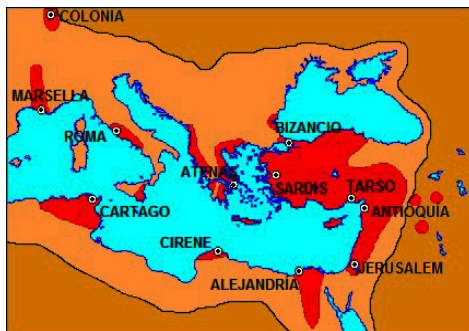 COLONIA
MARSELLA
ROMA
BIZANCIO
ATENAS
SARDIS
TARSO
CARTAGO
ANTIOQUIA
CIRENE
JERUSALEM
ALEJANDRIA